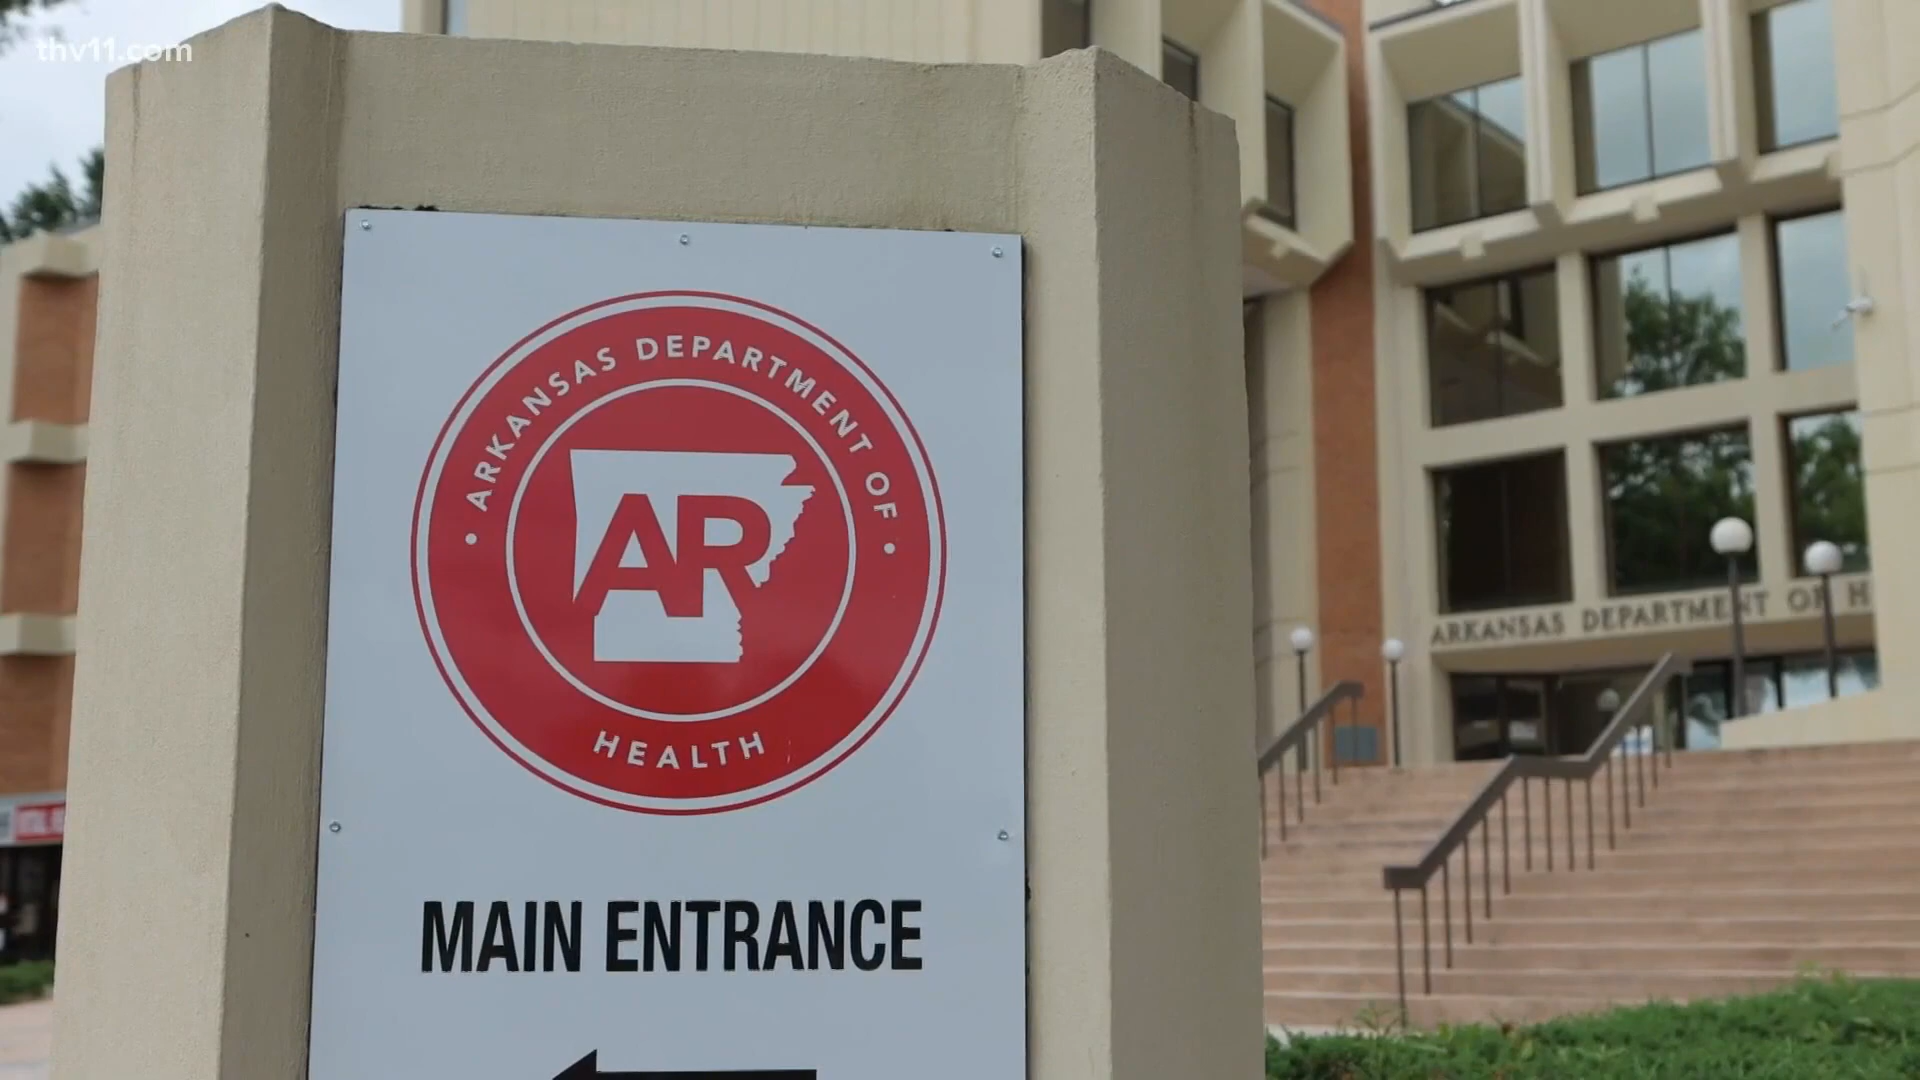 thv11.com
ARKANSAS DEPARTMENT OF
AR
HEALTH
MAIN ENTRANCE
ARKANSAS DEPARTMENT OF H